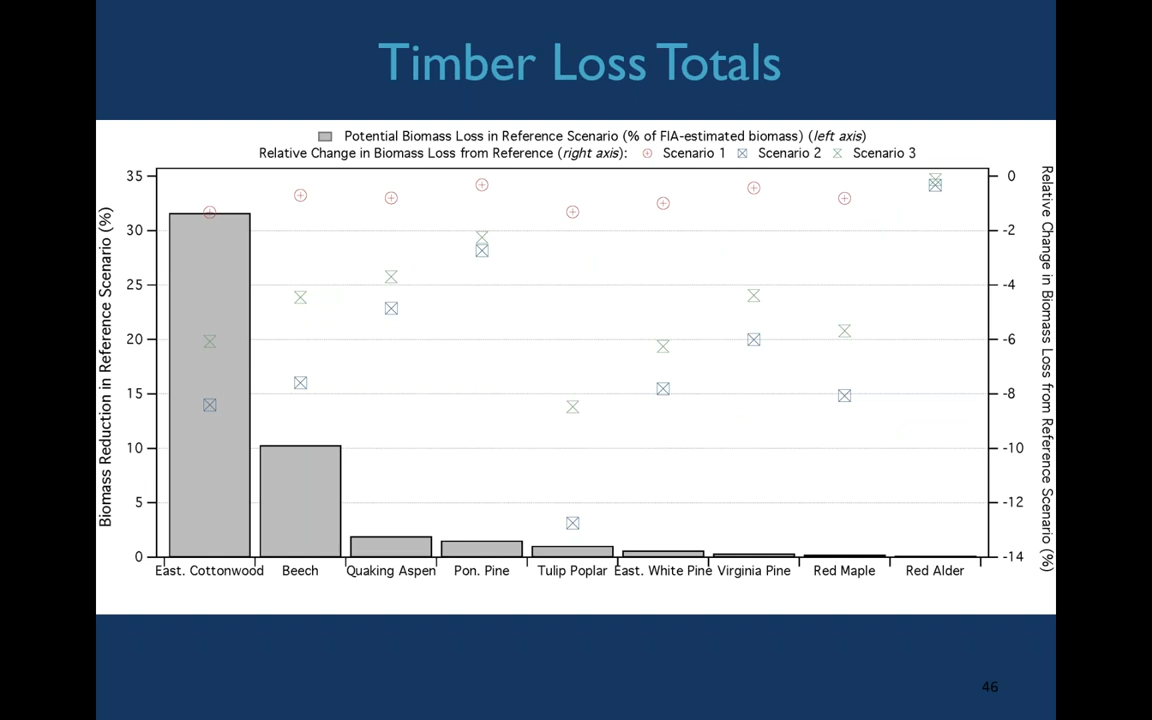 Timber Loss Totals
Potential Biomass Loss in Reference Scenario (% of FIA-estimated biomass) (left axis)
Relative Change in Biomass Loss from Reference (right axis): Scenario 1 Scenario 2 Scenario 3
Biomass Reduction in Reference Scenario (%)
35
30
25
20
15
10
5
0
0
-2
-4
-6
-8
-10
-12
-14
Relative Change in Biomass Loss from Reference Scenario (%)
East. Cottonwood Beech Quaking Aspen Pon. Pine Tulip Poplar East. White Pine Virginia Pine Red Maple Red Alder
46